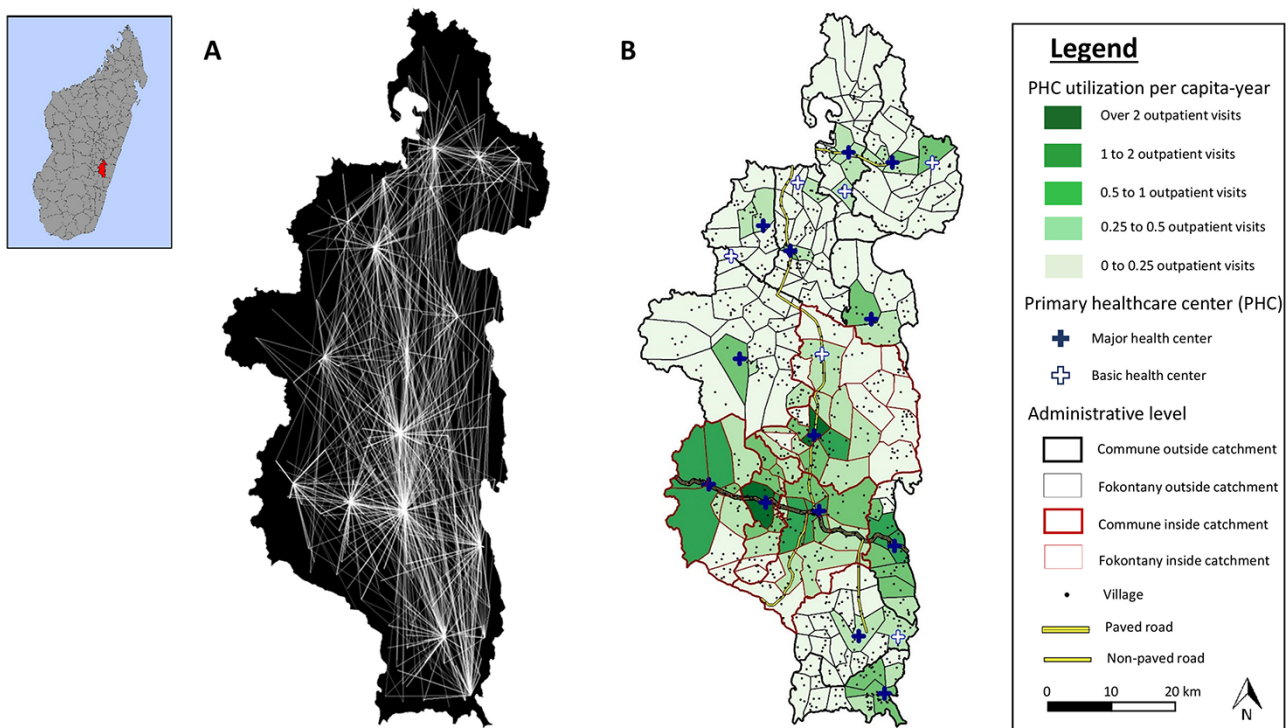 A
B
Legend
PHC utilization per capita-year
Over 2 outpatient visits
1 to 2 outpatient visits
0.5 to 1 outpatient visits
0.25 to 0.5 outpatient visits
0 to 0.25 outpatient visits
Primary healthcare center (PHC)
Major health center
Basic health center
Administrative level
Commune outside catchment
Fokontany outside catchment
Commune inside catchment
Fokontany inside catchment
Village
Paved road
Non-paved road
0 10 20 km
N